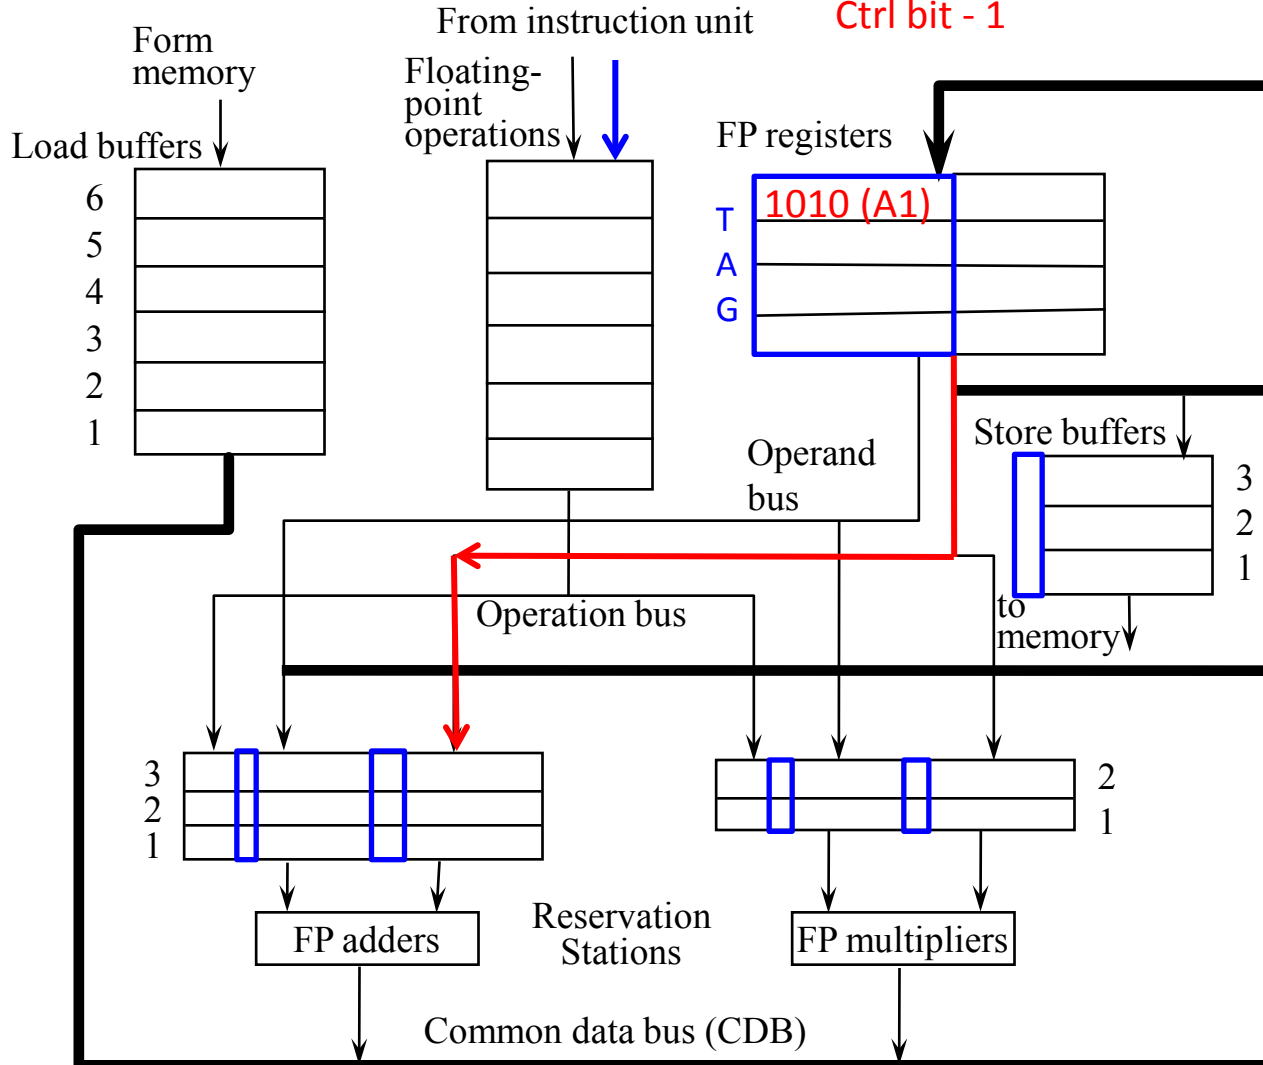 From instruction unit
Ctrl bit - 1
Form
memory
Floating-
point
operations
Load buffers
FP registers
6
5
4
3
2
1
T
A
G
1010 (A1)
Operand
bus
Store buffers
3
2
1
Operation bus
to
memory
3
2
1
2
1
FP adders
Reservation
Stations
FP multipliers
Common data bus (CDB)